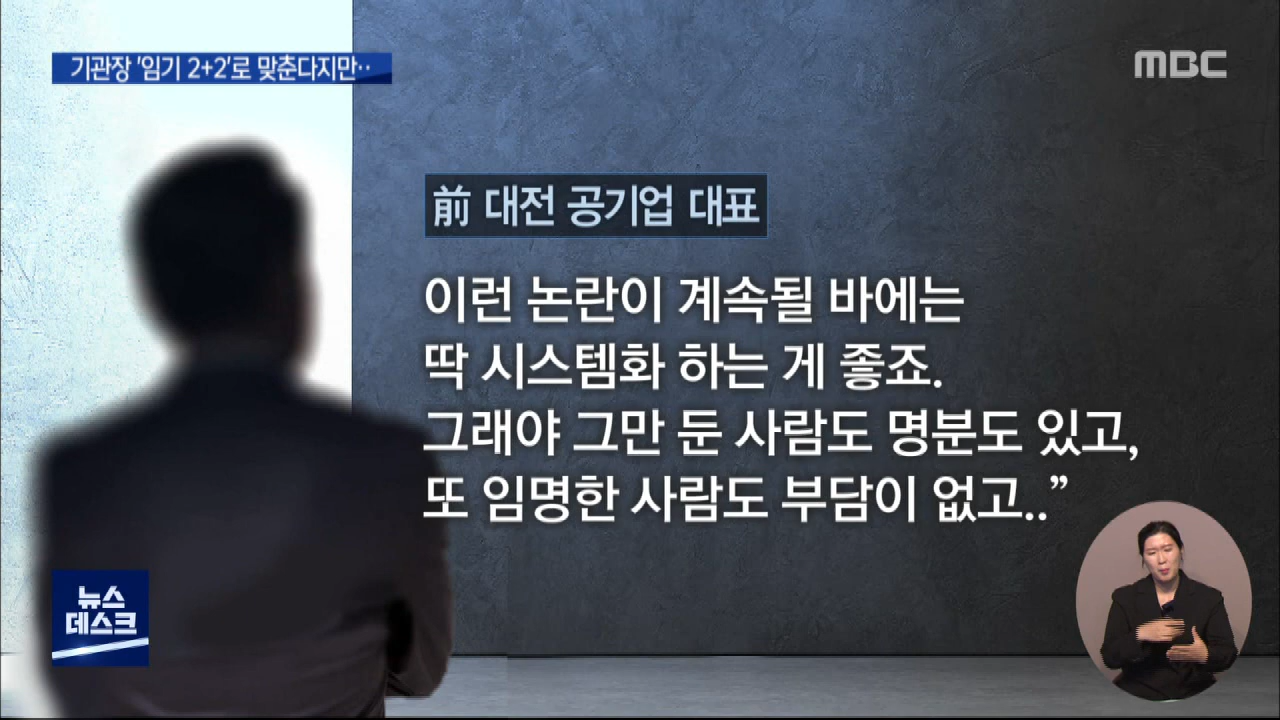 기관장 '임기 2+2'로 맞춘다지만··
MBC
前 대전 공기업 대표
이런 논란이 계속될 바에는
딱 시스템화 하는 게 좋죠.
그래야 그만 둔 사람도 명분도 있고,
또 임명한 사람도 부담이 없고..”
뉴스
데스크